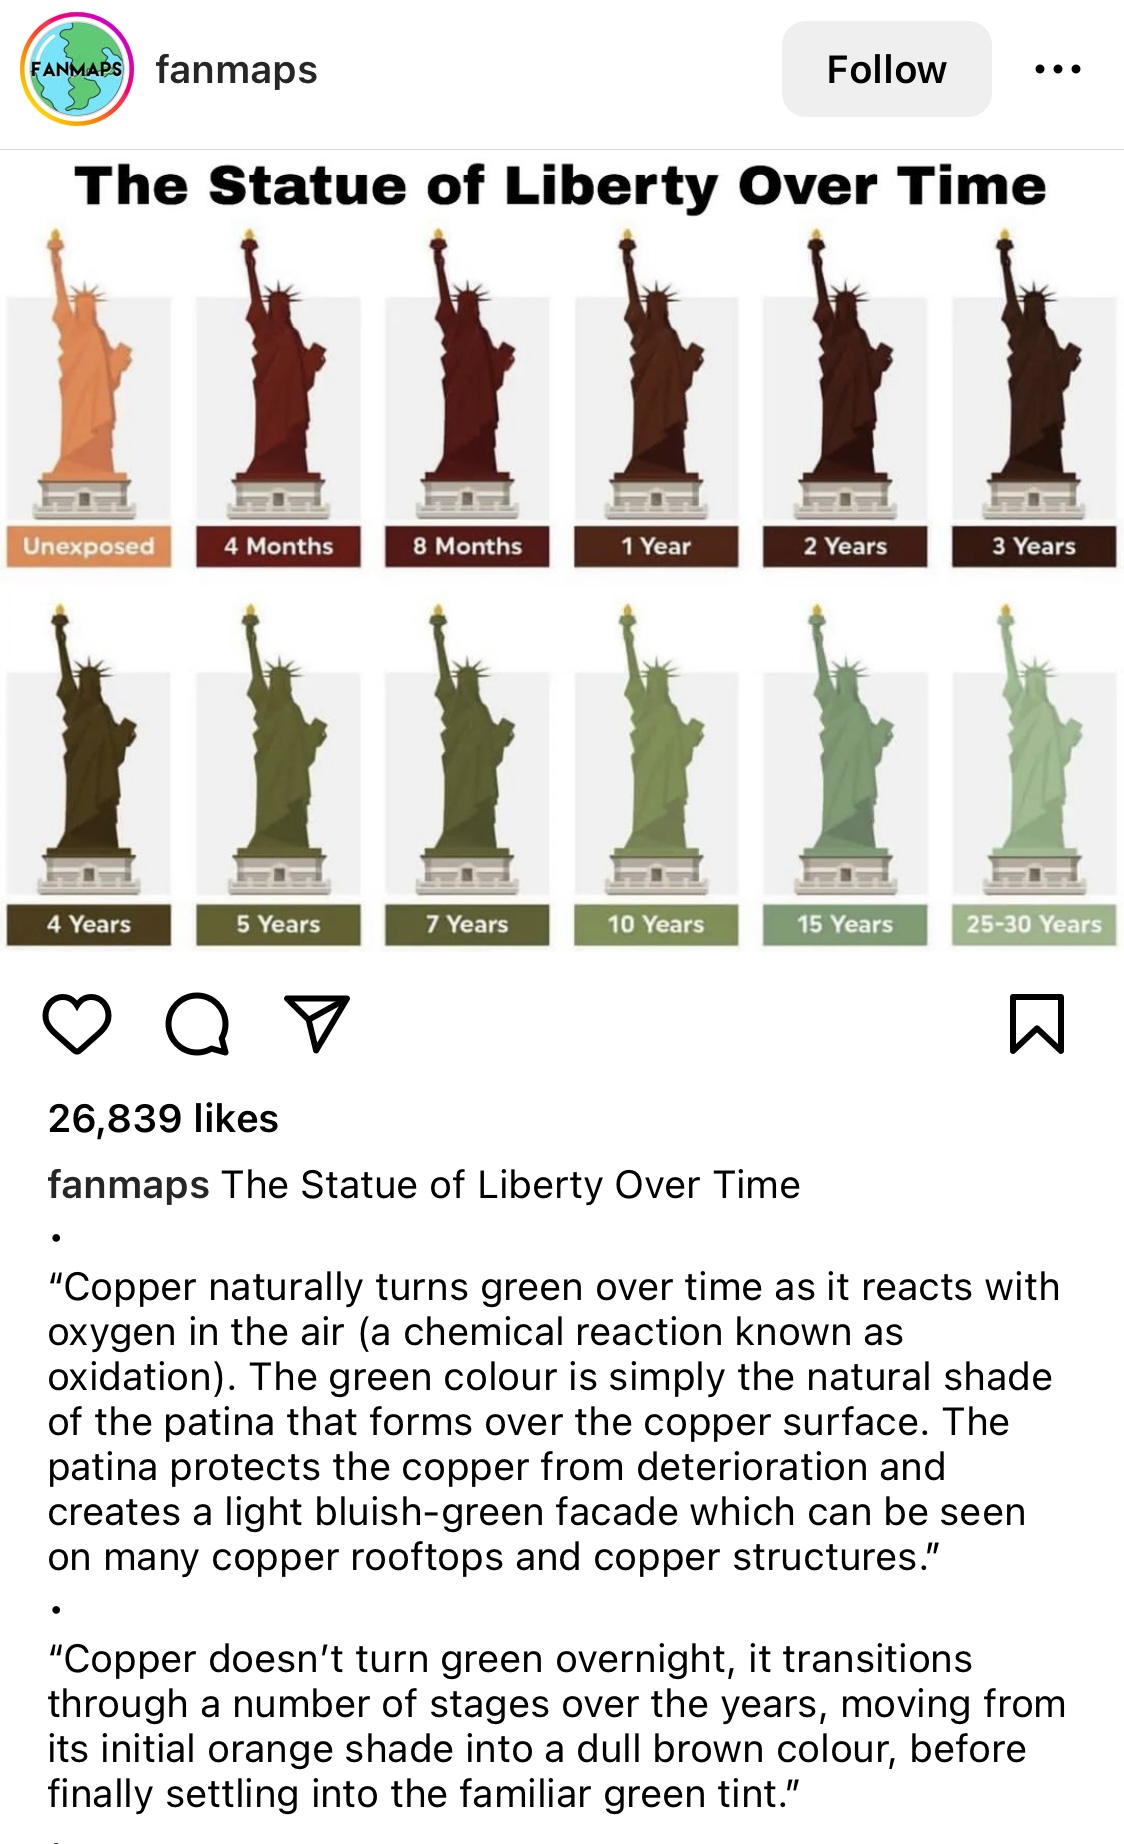 FANMAPS
fanmaps
Follow
The Statue of Liberty Over Time
Unexposed
4 Months
8 Months
1 Year
2 Years
3 Years
4 Years
5 Years
7 Years
10 Years
15 Years
25-30 Years
26,839 likes
fanmaps The Statue of Liberty Over Time
.
“Copper naturally turns green over time as it reacts with
oxygen in the air (a chemical reaction known as
oxidation). The green colour is simply the natural shade
of the patina that forms over the copper surface. The
patina protects the copper from deterioration and
creates a light bluish-green facade which can be seen
on many copper rooftops and copper structures.”
.
“Copper doesn’t turn green overnight, it transitions
through a number of stages over the years, moving from
its initial orange shade into a dull brown colour, before
finally settling into the familiar green tint.”
.